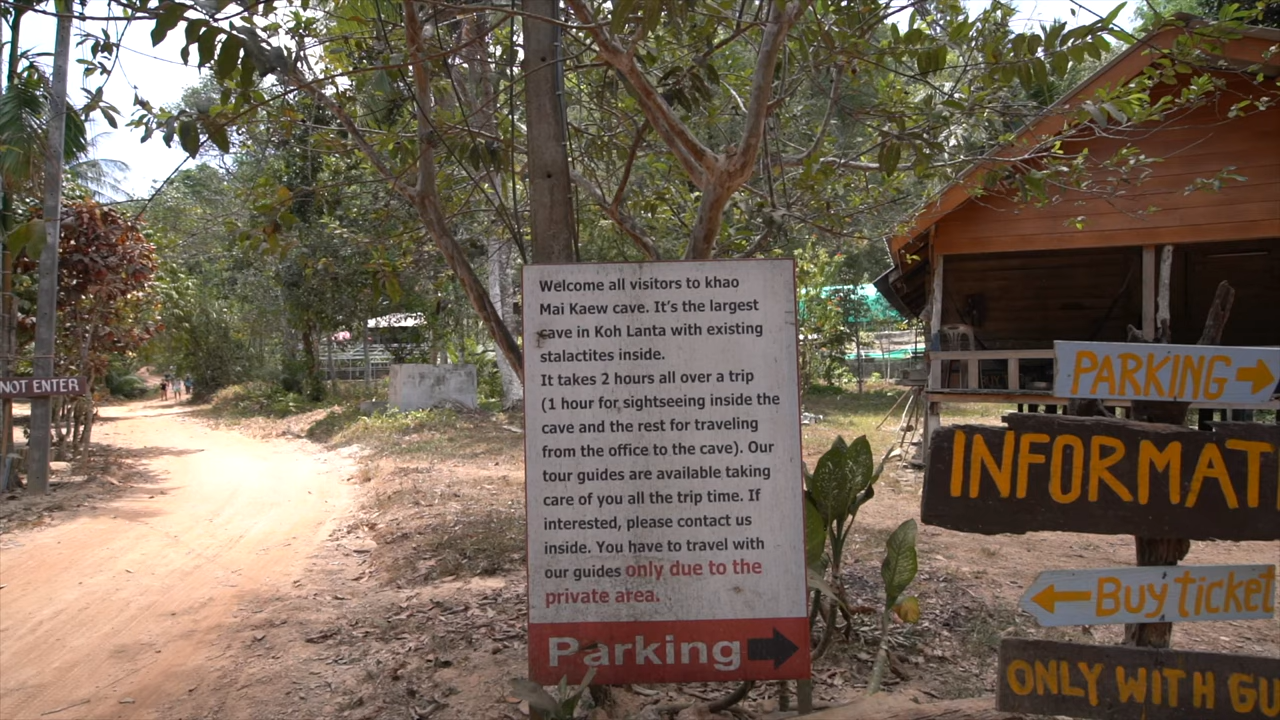 Welcome all visitors to khao
Mai Kaew cave. It's the largest
cave in Koh Lanta with existing
stalactites inside.
It takes 2 hours all over a trip
(1 hour for sightseeing inside the
cave and the rest for traveling
from the office to the cave). Our
tour guides are available taking
care of you all the trip time. If
interested, please contact us
inside. You have to travel with
our guides only due to the
private area.
Parking
NOT ENTER
PARKING
INFORMATI
Buy ticket
ONLY WITH GU